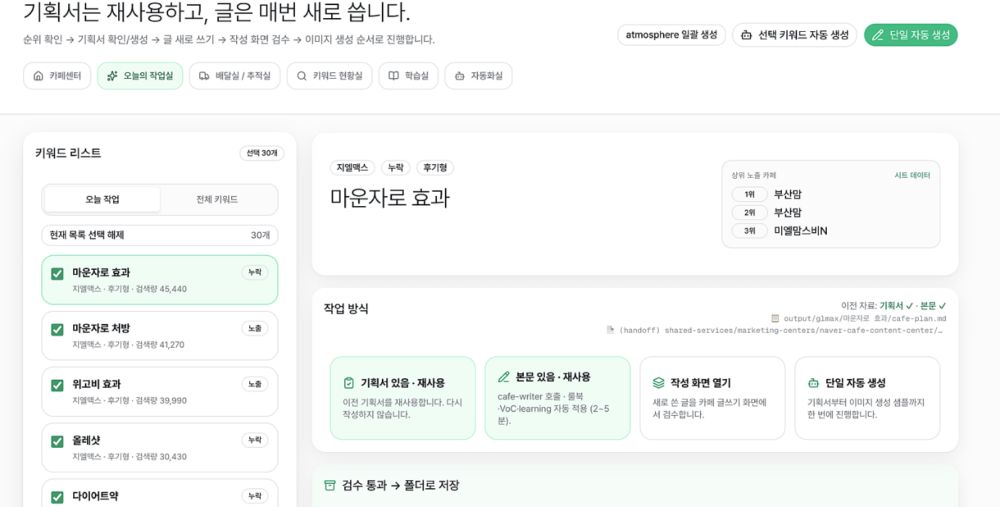 기획서는 재사용하고, 글은 매번 새로 씁니다.
순위 확인 → 기획서 확인/생성 → 글 새로 쓰기 → 작성 화면 검수 → 이미지 생성 순서로 진행합니다.
atmosphere 일괄 생성
선택 키워드 자동 생성
단일 자동 생성
카페센터
오늘의 작업실
배달실 / 추적실
키워드 현황실
학습실
자동화실
키워드 리스트
선택 30개
오늘 작업
전체 키워드
현재 목록 선택 해제
30개
마운자로 효과
누락
지엘맥스 · 후기형 · 검색량 45,440
마운자로 처방
노출
지엘맥스 · 후기형 · 검색량 41,270
위고비 효과
노출
지엘맥스 · 후기형 · 검색량 39,990
올레샷
누락
지엘맥스 · 후기형 · 검색량 30,430
다이어트약
누락
지엘맥스
누락
후기형
마운자로 효과
상위 노출 카페
시트 데이터
1위 부산맘
2위 부산맘
3위 미엘맘스비N
작업 방식
이전 자료: 기획서 ✓ · 본문 ✓
output/glmax/마운자로 효과/cafe-plan.md
(handoff) shared-services/marketing-centers/naver-cafe-content-center/…
기획서 있음 · 재사용
이전 기획서를 재사용합니다. 다시
작성하지 않습니다.
본문 있음 · 재사용
cafe-writer 호출 · 룰북
·VoC·learning 자동 적용 (2~5
분).
작성 화면 열기
새로 쓴 글을 카페 글쓰기 화면에
서 검수합니다.
단일 자동 생성
기획서부터 이미지 생성 샘플까지
한 번에 진행합니다.
검수 통과 → 폴더로 저장